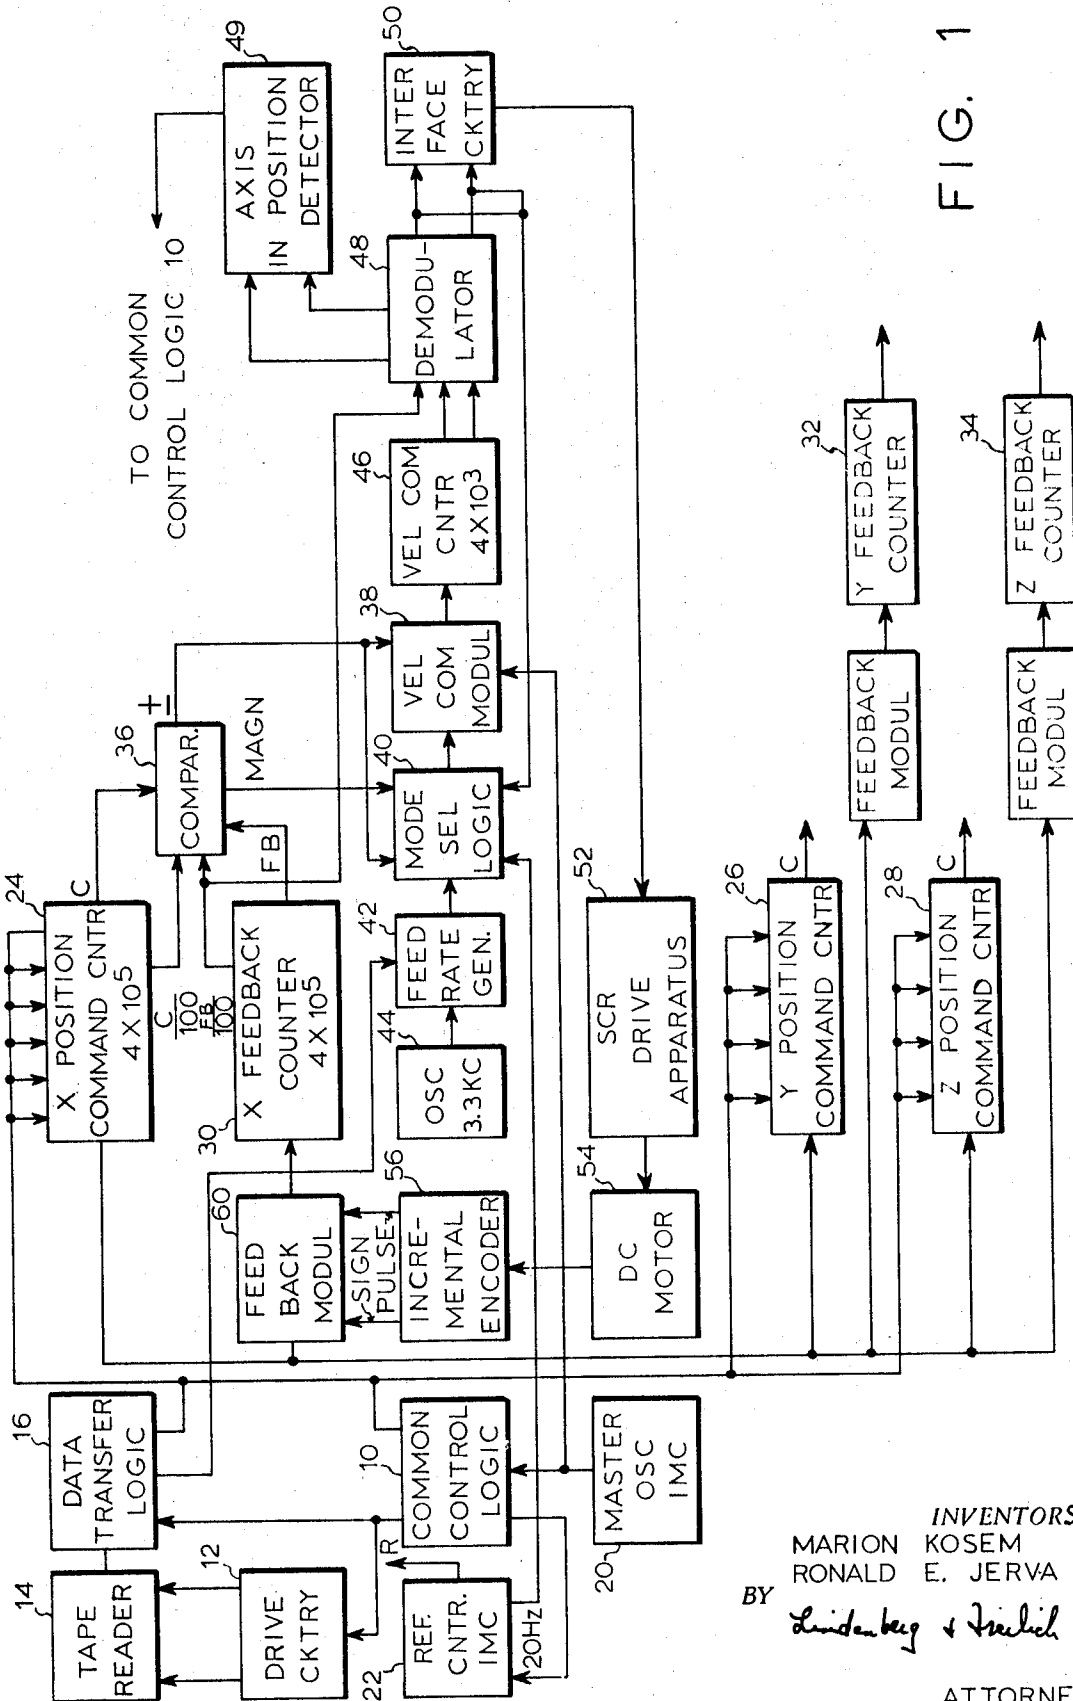 FIG. 1
14
TAPE
READER
16
DATA
TRANSFER
LOGIC
12
DRIVE
CKTRY
22
REF.
CNTR.
IMC
R
20Hz
10
COMMON
CONTROL
LOGIC
20
MASTER
OSC
IMC
24
X POSITION
COMMAND CNTR
4 X 10⁵
C
C/100
FB/100
30
X FEEDBACK
COUNTER
4 X 10⁵
FB
60
FEED
BACK
MODUL
SIGN
PULSE
56
INCRE-
MENTAL
ENCODER
54
DC
MOTOR
52
SCR
DRIVE
APPARATUS
44
OSC
3.3KC
42
FEED
RATE
GEN.
40
MODE
SEL
LOGIC
36
COMPAR.
±
MAGN
38
VEL
COM
MODUL
46
VEL COM
CNTR
4X10³
48
DEMODU-
LATOR
49
AXIS
IN POSITION
DETECTOR
TO COMMON
CONTROL LOGIC 10
50
INTER
FACE
CKTRY
26
Y POSITION
COMMAND CNTR
C
28
Z POSITION
COMMAND CNTR
C
FEEDBACK
MODUL
32
Y FEEDBACK
COUNTER
FEEDBACK
MODUL
34
Z FEEDBACK
COUNTER
INVENTORS
MARION KOSEM
RONALD E. JERVA
BY
Lindenberg & Freilich
ATTORNE